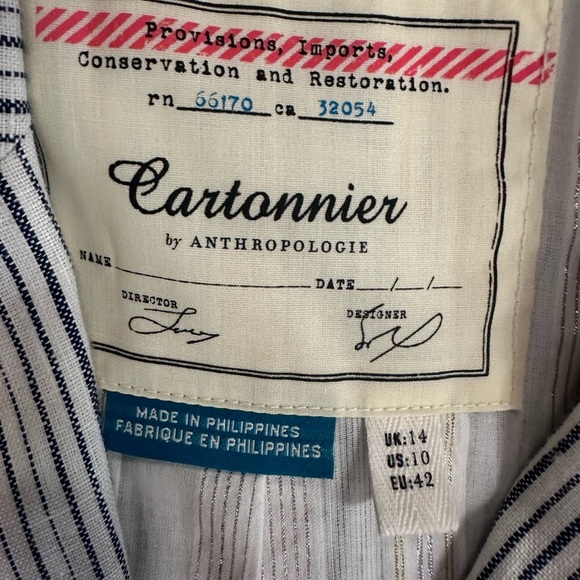 Provisions, Imports,
Conservation and Restoration.
rn 66170 ca 32054
Cartonnier
by ANTHROPOLOGIE
NAME DATE / /
DIRECTOR DESIGNER
MADE IN PHILIPPINES
FABRIQUE EN PHILIPPINES
UK:14
US:10
EU:42